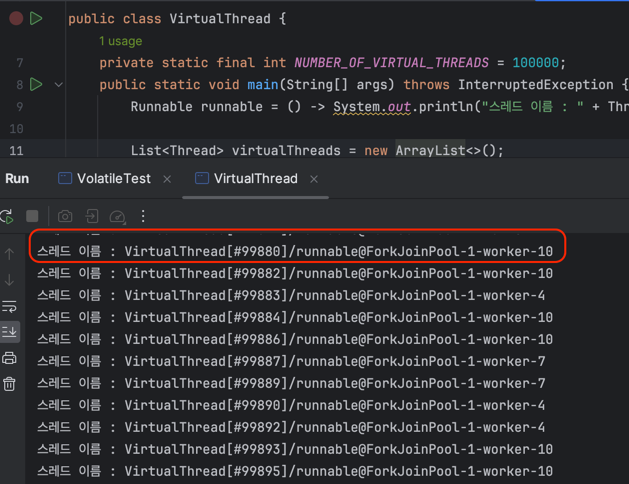 public class VirtualThread {
1 usage
7 private static final int NUMBER_OF_VIRTUAL_THREADS = 100000;
8 public static void main(String[] args) throws InterruptedException {
9 Runnable runnable = () -> System.out.println("스레드 이름 : " + Thr
10
11 List<Thread> virtualThreads = new ArrayList<>();
Run VolatileTest × VirtualThread ×
스레드 이름 : VirtualThread[#99880]/runnable@ForkJoinPool-1-worker-10
스레드 이름 : VirtualThread[#99882]/runnable@ForkJoinPool-1-worker-10
스레드 이름 : VirtualThread[#99883]/runnable@ForkJoinPool-1-worker-4
스레드 이름 : VirtualThread[#99884]/runnable@ForkJoinPool-1-worker-10
스레드 이름 : VirtualThread[#99886]/runnable@ForkJoinPool-1-worker-10
스레드 이름 : VirtualThread[#99887]/runnable@ForkJoinPool-1-worker-7
스레드 이름 : VirtualThread[#99889]/runnable@ForkJoinPool-1-worker-7
스레드 이름 : VirtualThread[#99890]/runnable@ForkJoinPool-1-worker-4
스레드 이름 : VirtualThread[#99892]/runnable@ForkJoinPool-1-worker-4
스레드 이름 : VirtualThread[#99893]/runnable@ForkJoinPool-1-worker-10
스레드 이름 : VirtualThread[#99895]/runnable@ForkJoinPool-1-worker-10